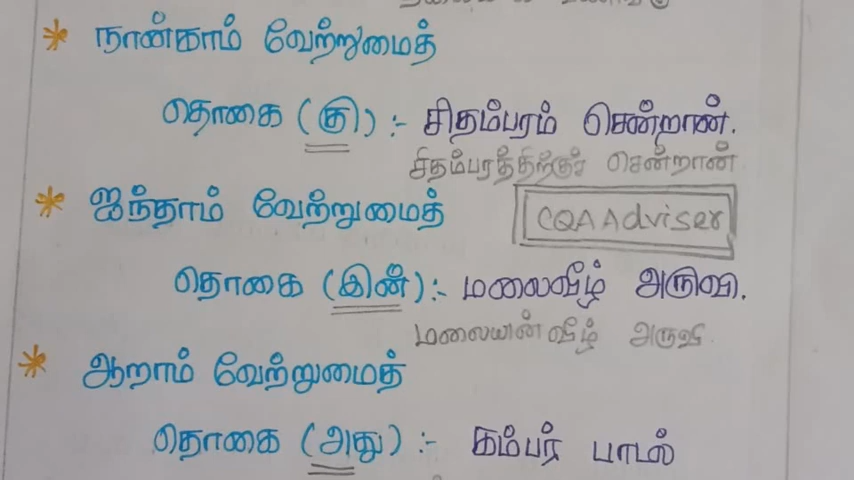 * நான்காம் வேற்றுமைத்
தொகை (கு) :- சிதம்பரம் சென்றான்.
சிதம்பரத்திற்குச் சென்றான்
* ஐந்தாம் வேற்றுமைத்
CQA Adviser
தொகை (இன்) :- மலைவீழ் அருவி.
மலையின் வீழ் அருவி
* ஆறாம் வேற்றுமைத்
தொகை (அது) :- கம்பர் பாடல்